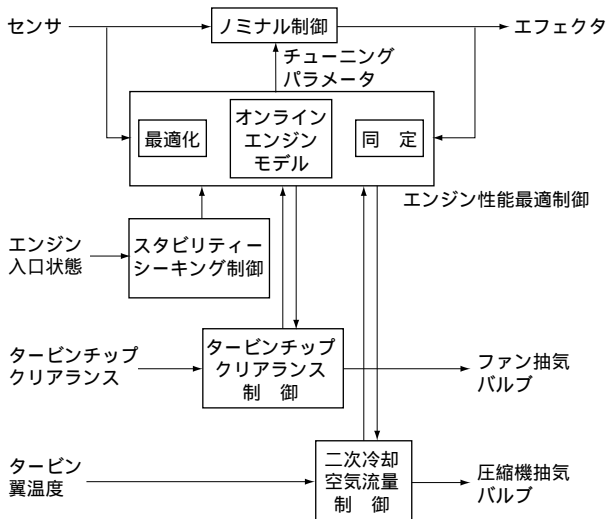 センサ
ノミナル制御
エフェクタ
チューニング
パラメータ
最適化
オンライン
エンジン
モデル
同　定
エンジン性能最適制御
エンジン
入口状態
スタビリティー
シーキング制御
タービンチップ
クリアランス
タービンチップ
クリアランス
制　御
ファン抽気
バルブ
タービン
翼温度
二次冷却
空気流量
制　御
圧縮機抽気
バルブ